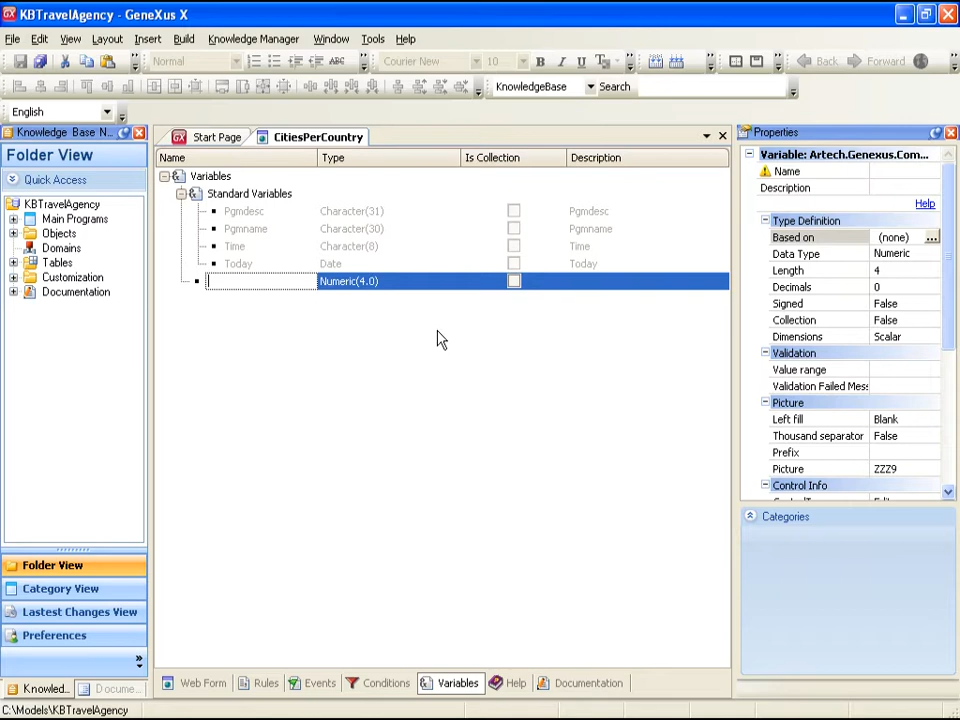 KBTravelAgency - GeneXus X
File Edit View Layout Insert Build Knowledge Manager Window Tools Help
Normal Courier New 10 B I U Back Forward
KnowledgeBase Search
English
Knowledge Base N... Start Page CitiesPerCountry Properties
Folder View
Quick Access
KBTravelAgency
Main Programs
Objects
Domains
Tables
Customization
Documentation
Folder View
Category View
Lastest Changes View
Preferences
Knowled... Docume...
Name Type Is Collection Description
Variables
Standard Variables
Pgmdesc Character(31) Pgmdesc
Pgmname Character(30) Pgmname
Time Character(8) Time
Today Date Today
Numeric(4.0)
Web Form Rules Events Conditions Variables Help Documentation
Variable: Artech.Genexus.Com...
Name
Description
Help
Type Definition
Based on (none) ...
Data Type Numeric
Length 4
Decimals 0
Signed False
Collection False
Dimensions Scalar
Validation
Value range
Validation Failed Mess
Picture
Left fill Blank
Thousand separator False
Prefix
Picture ZZZ9
Control Info
Categories
C:\Models\KBTravelAgency